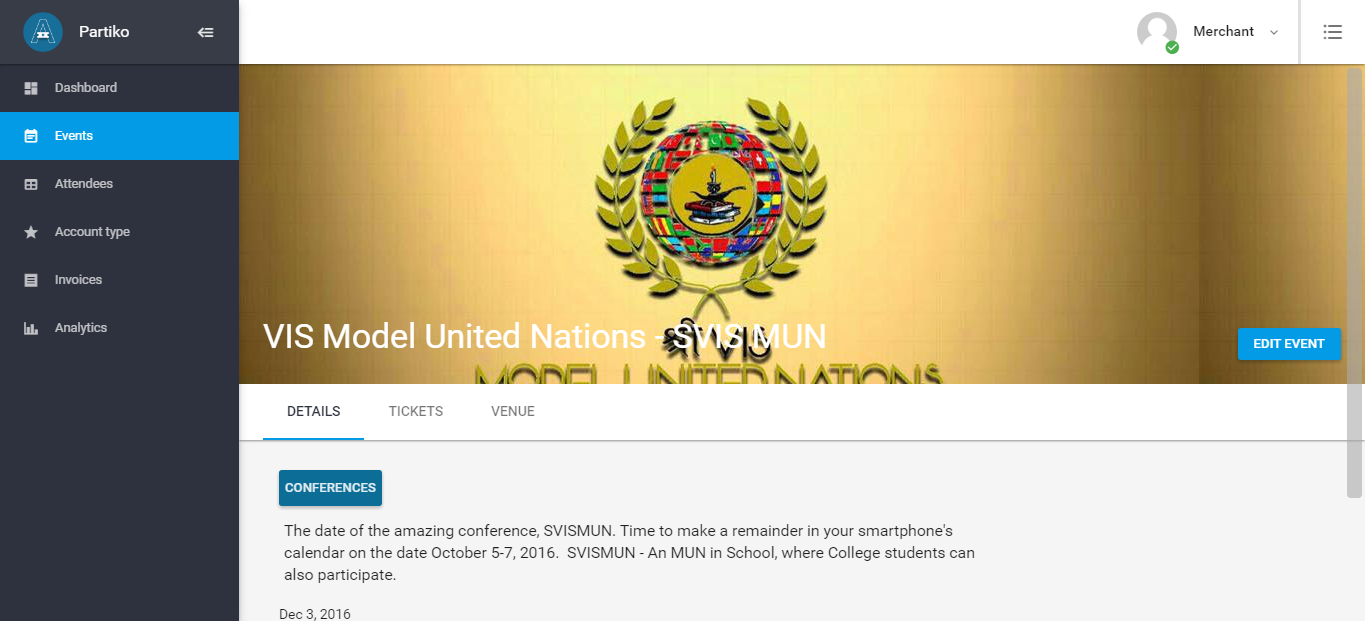 Partiko
Merchant
Dashboard
Events
Attendees
Account type
Invoices
Analytics
श्री VIS
MODEL UNITED NATIONS
VIS Model United Nations - SVIS MUN
EDIT EVENT
DETAILS
TICKETS
VENUE
CONFERENCES
The date of the amazing conference, SVISMUN. Time to make a remainder in your smartphone's
calendar on the date October 5-7, 2016.  SVISMUN - An MUN in School, where College students can
also participate.
Dec 3, 2016